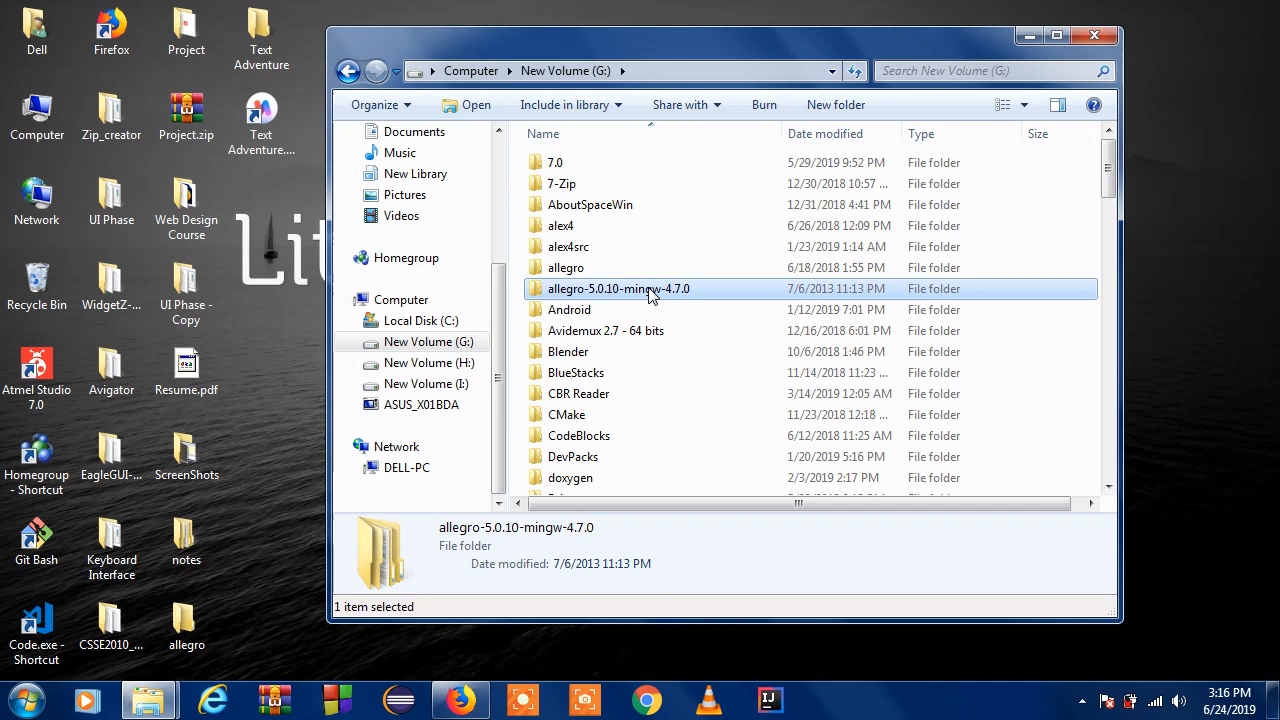 Dell
Firefox
Project
Text Adventure
Computer
Zip_creator
Project.zip
Text Adventure....
Network
UI Phase
Web Design Course
Recycle Bin
WidgetZ-...
UI Phase - Copy
Atmel Studio 7.0
Avigator
Resume.pdf
Homegroup - Shortcut
EagleGUI-...
ScreenShots
Git Bash
Keyboard Interface
notes
Code.exe - Shortcut
CSSE2010_...
allegro
Lit
Computer
New Volume (G:)
Search New Volume (G:)
Organize
Open
Include in library
Share with
Burn
New folder
Documents
Music
New Library
Pictures
Videos
Homegroup
Computer
Local Disk (C:)
New Volume (G:)
New Volume (H:)
New Volume (I:)
ASUS_X01BDA
Network
DELL-PC
Name Date modified Type Size
7.0 5/29/2019 9:52 PM File folder
7-Zip 12/30/2018 10:57 ... File folder
AboutSpaceWin 12/31/2018 4:41 PM File folder
alex4 6/26/2018 12:09 PM File folder
alex4src 1/23/2019 1:14 AM File folder
allegro 6/18/2018 1:55 PM File folder
allegro-5.0.10-mingw-4.7.0 7/6/2013 11:13 PM File folder
Android 1/12/2019 7:01 PM File folder
Avidemux 2.7 - 64 bits 12/16/2018 6:01 PM File folder
Blender 10/6/2018 1:46 PM File folder
BlueStacks 11/14/2018 11:23 ... File folder
CBR Reader 3/14/2019 12:05 AM File folder
CMake 11/23/2018 12:18 ... File folder
CodeBlocks 6/12/2018 11:25 AM File folder
DevPacks 1/20/2019 5:16 PM File folder
doxygen 2/3/2019 2:17 PM File folder
allegro-5.0.10-mingw-4.7.0
File folder
Date modified: 7/6/2013 11:13 PM
1 item selected
3:16 PM
6/24/2019